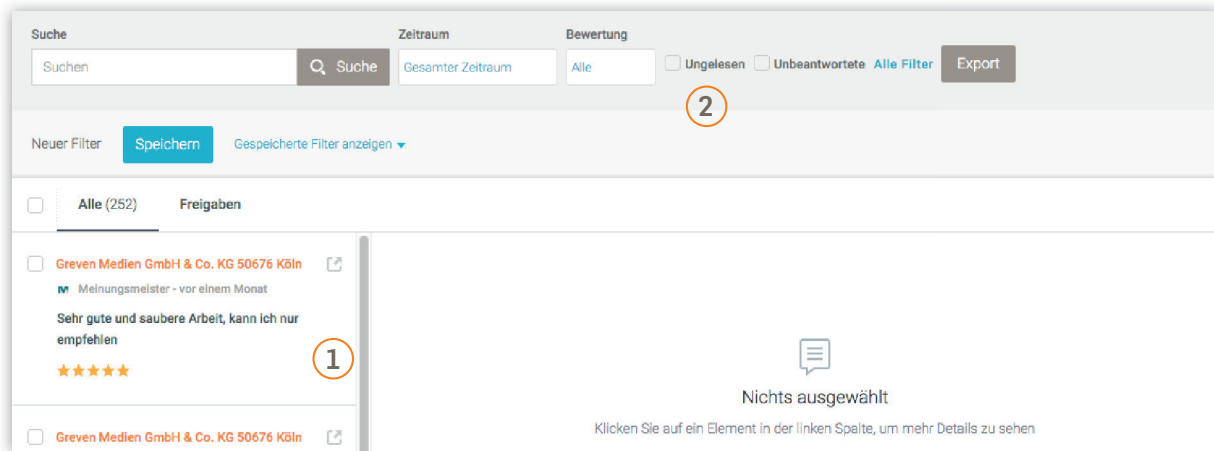 Suche
Zeitraum
Bewertung
Suchen
Suche
Gesamter Zeitraum
Alle
Ungelesen
Unbeantwortete
Alle Filter
Export
2
Neuer Filter
Speichern
Gespeicherte Filter anzeigen
Alle (252)
Freigaben
Greven Medien GmbH & Co. KG 50676 Köln
Meinungsmeister - vor einem Monat
Sehr gute und saubere Arbeit, kann ich nur
empfehlen
1
Nichts ausgewählt
Klicken Sie auf ein Element in der linken Spalte, um mehr Details zu sehen
Greven Medien GmbH & Co. KG 50676 Köln